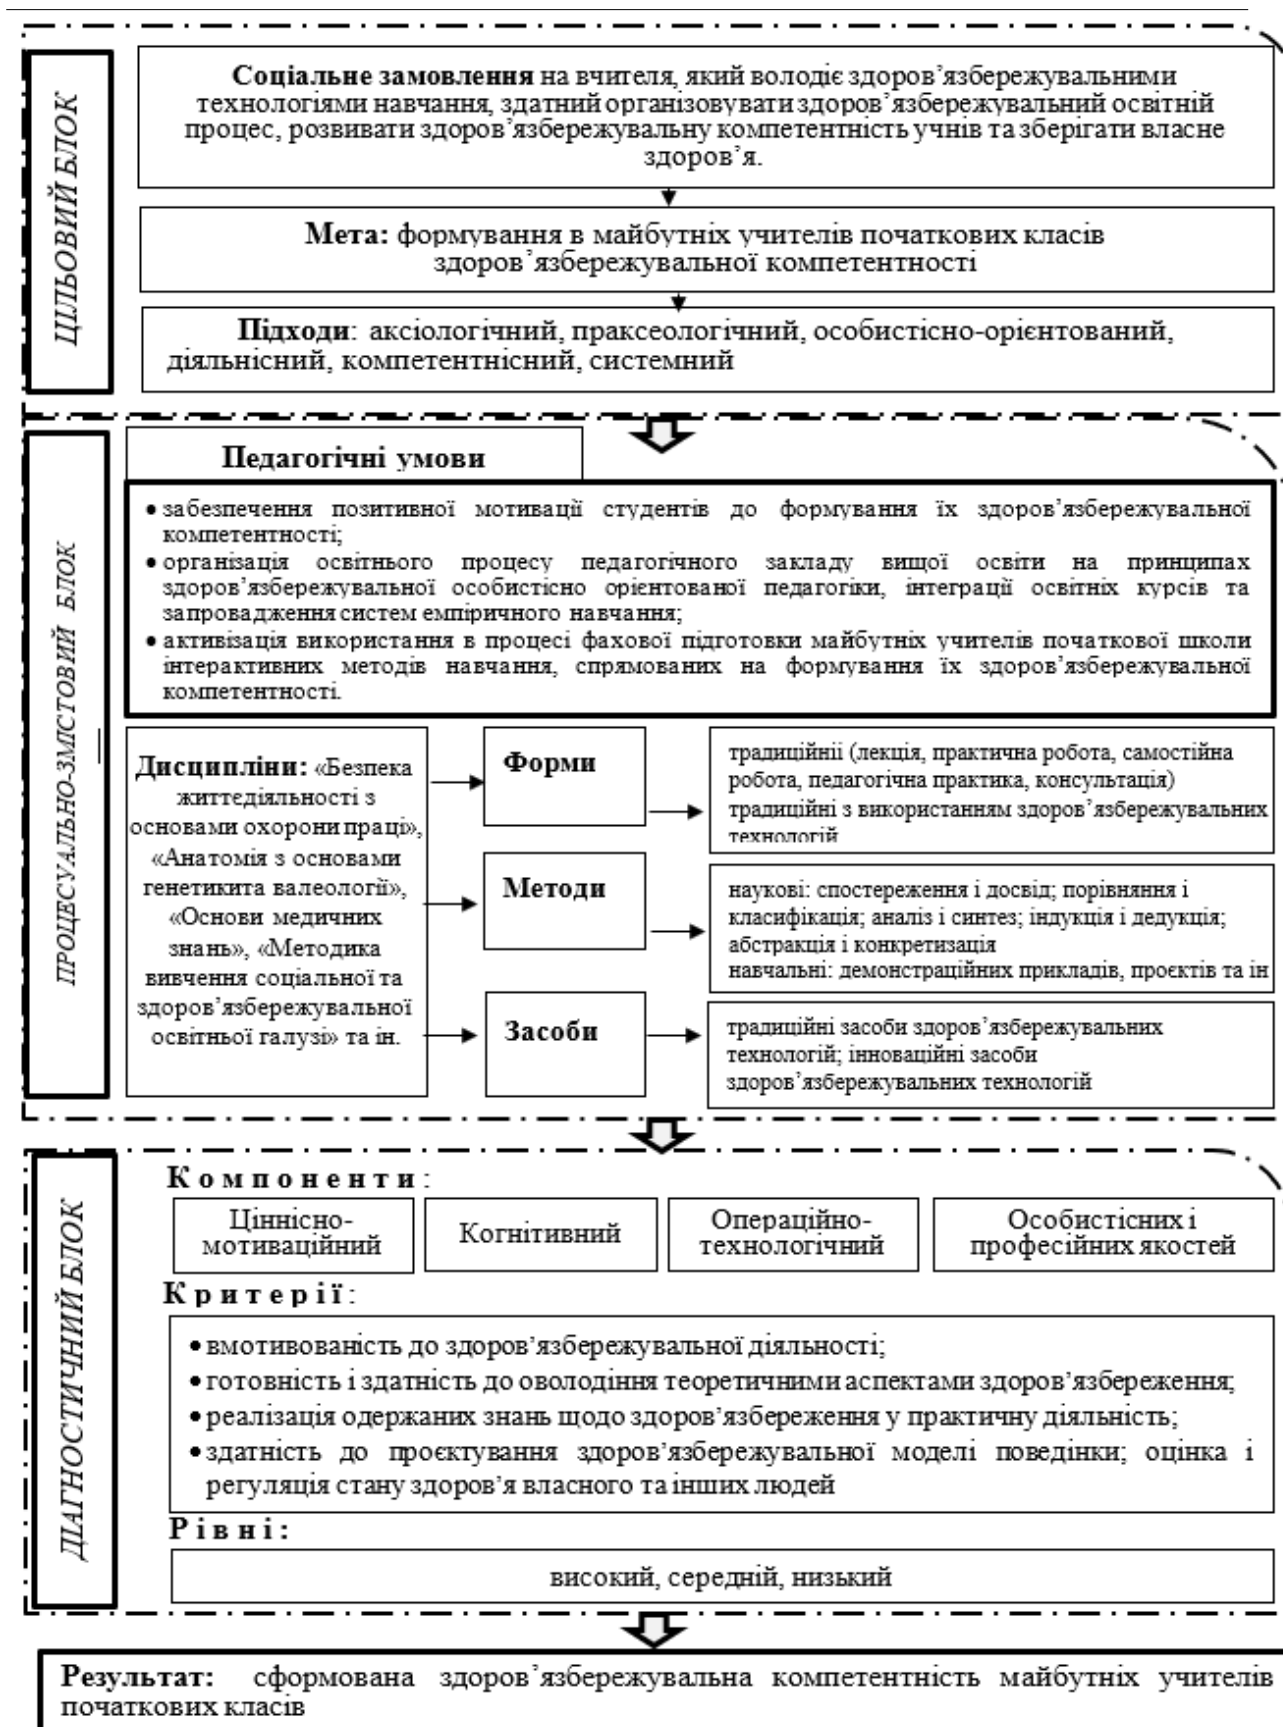 ЦІЛЬОВИЙ БЛОК
Соціальне замовлення на вчителя, який володіє здоров’язбережувальними
технологіями навчання, здатний організовувати здоров’язбережувальний освітній
процес, розвивати здоров’язбережувальну компетентність учнів та зберігати власне
здоров’я.
Мета: формування в майбутніх учителів початкових класів
здоров’язбережувальної компетентності
Підходи: аксіологічний, праксеологічний, особистісно-орієнтований,
діяльнісний, компетентнісний, системний
ПРОЦЕСУАЛЬНО-ЗМІСТОВИЙ БЛОК
Педагогічні умови
• забезпечення позитивної мотивації студентів до формування їх здоров’язбережувальної
компетентності;
• організація освітнього процесу педагогічного закладу вищої освіти на принципах
здоров’язбережувальної особистісно орієнтованої педагогіки, інтеграції освітніх курсів та
запровадження систем емпіричного навчання;
• активізація використання в процесі фахової підготовки майбутніх учителів початкової школи
інтерактивних методів навчання, спрямованих на формування їх здоров’язбережувальної
компетентності.
Дисципліни: «Безпека
життєдіяльності з
основами охорони праці»,
«Анатомія з основами
генетикита валеології»,
«Основи медичних
знань», «Методика
вивчення соціальної та
здоров’язбережувальної
освітньої галузі» та ін.
Форми
традиційніі (лекція, практична робота, самостійна
робота, педагогічна практика, консультація)
традиційні з використанням здоров’язбережувальних
технологій
Методи
наукові: спостереження і досвід; порівняння і
класифікація; аналіз і синтез; індукція і дедукція;
абстракція і конкретизація
навчальні: демонстраційних прикладів, проєктів та ін
Засоби
традиційні засоби здоров’язбережувальних
технологій; інноваційні засоби
здоров’язбережувальних технологій
ДІАГНОСТИЧНИЙ БЛОК
Компоненти:
Ціннісно-
мотиваційний
Когнітивний
Операційно-
технологічний
Особистісних і
професійних якостей
Критерії:
• вмотивованість до здоров’язбережувальної діяльності;
• готовність і здатність до оволодіння теоретичними аспектами здоров’язбереження;
• реалізація одержаних знань щодо здоров’язбереження у практичну діяльність;
• здатність до проєктування здоров’язбережувальної моделі поведінки; оцінка і
регуляція стану здоров’я власного та інших людей
Рівні:
високий, середній, низький
Результат: сформована здоров’язбережувальна компетентність майбутніх учителів
початкових класів